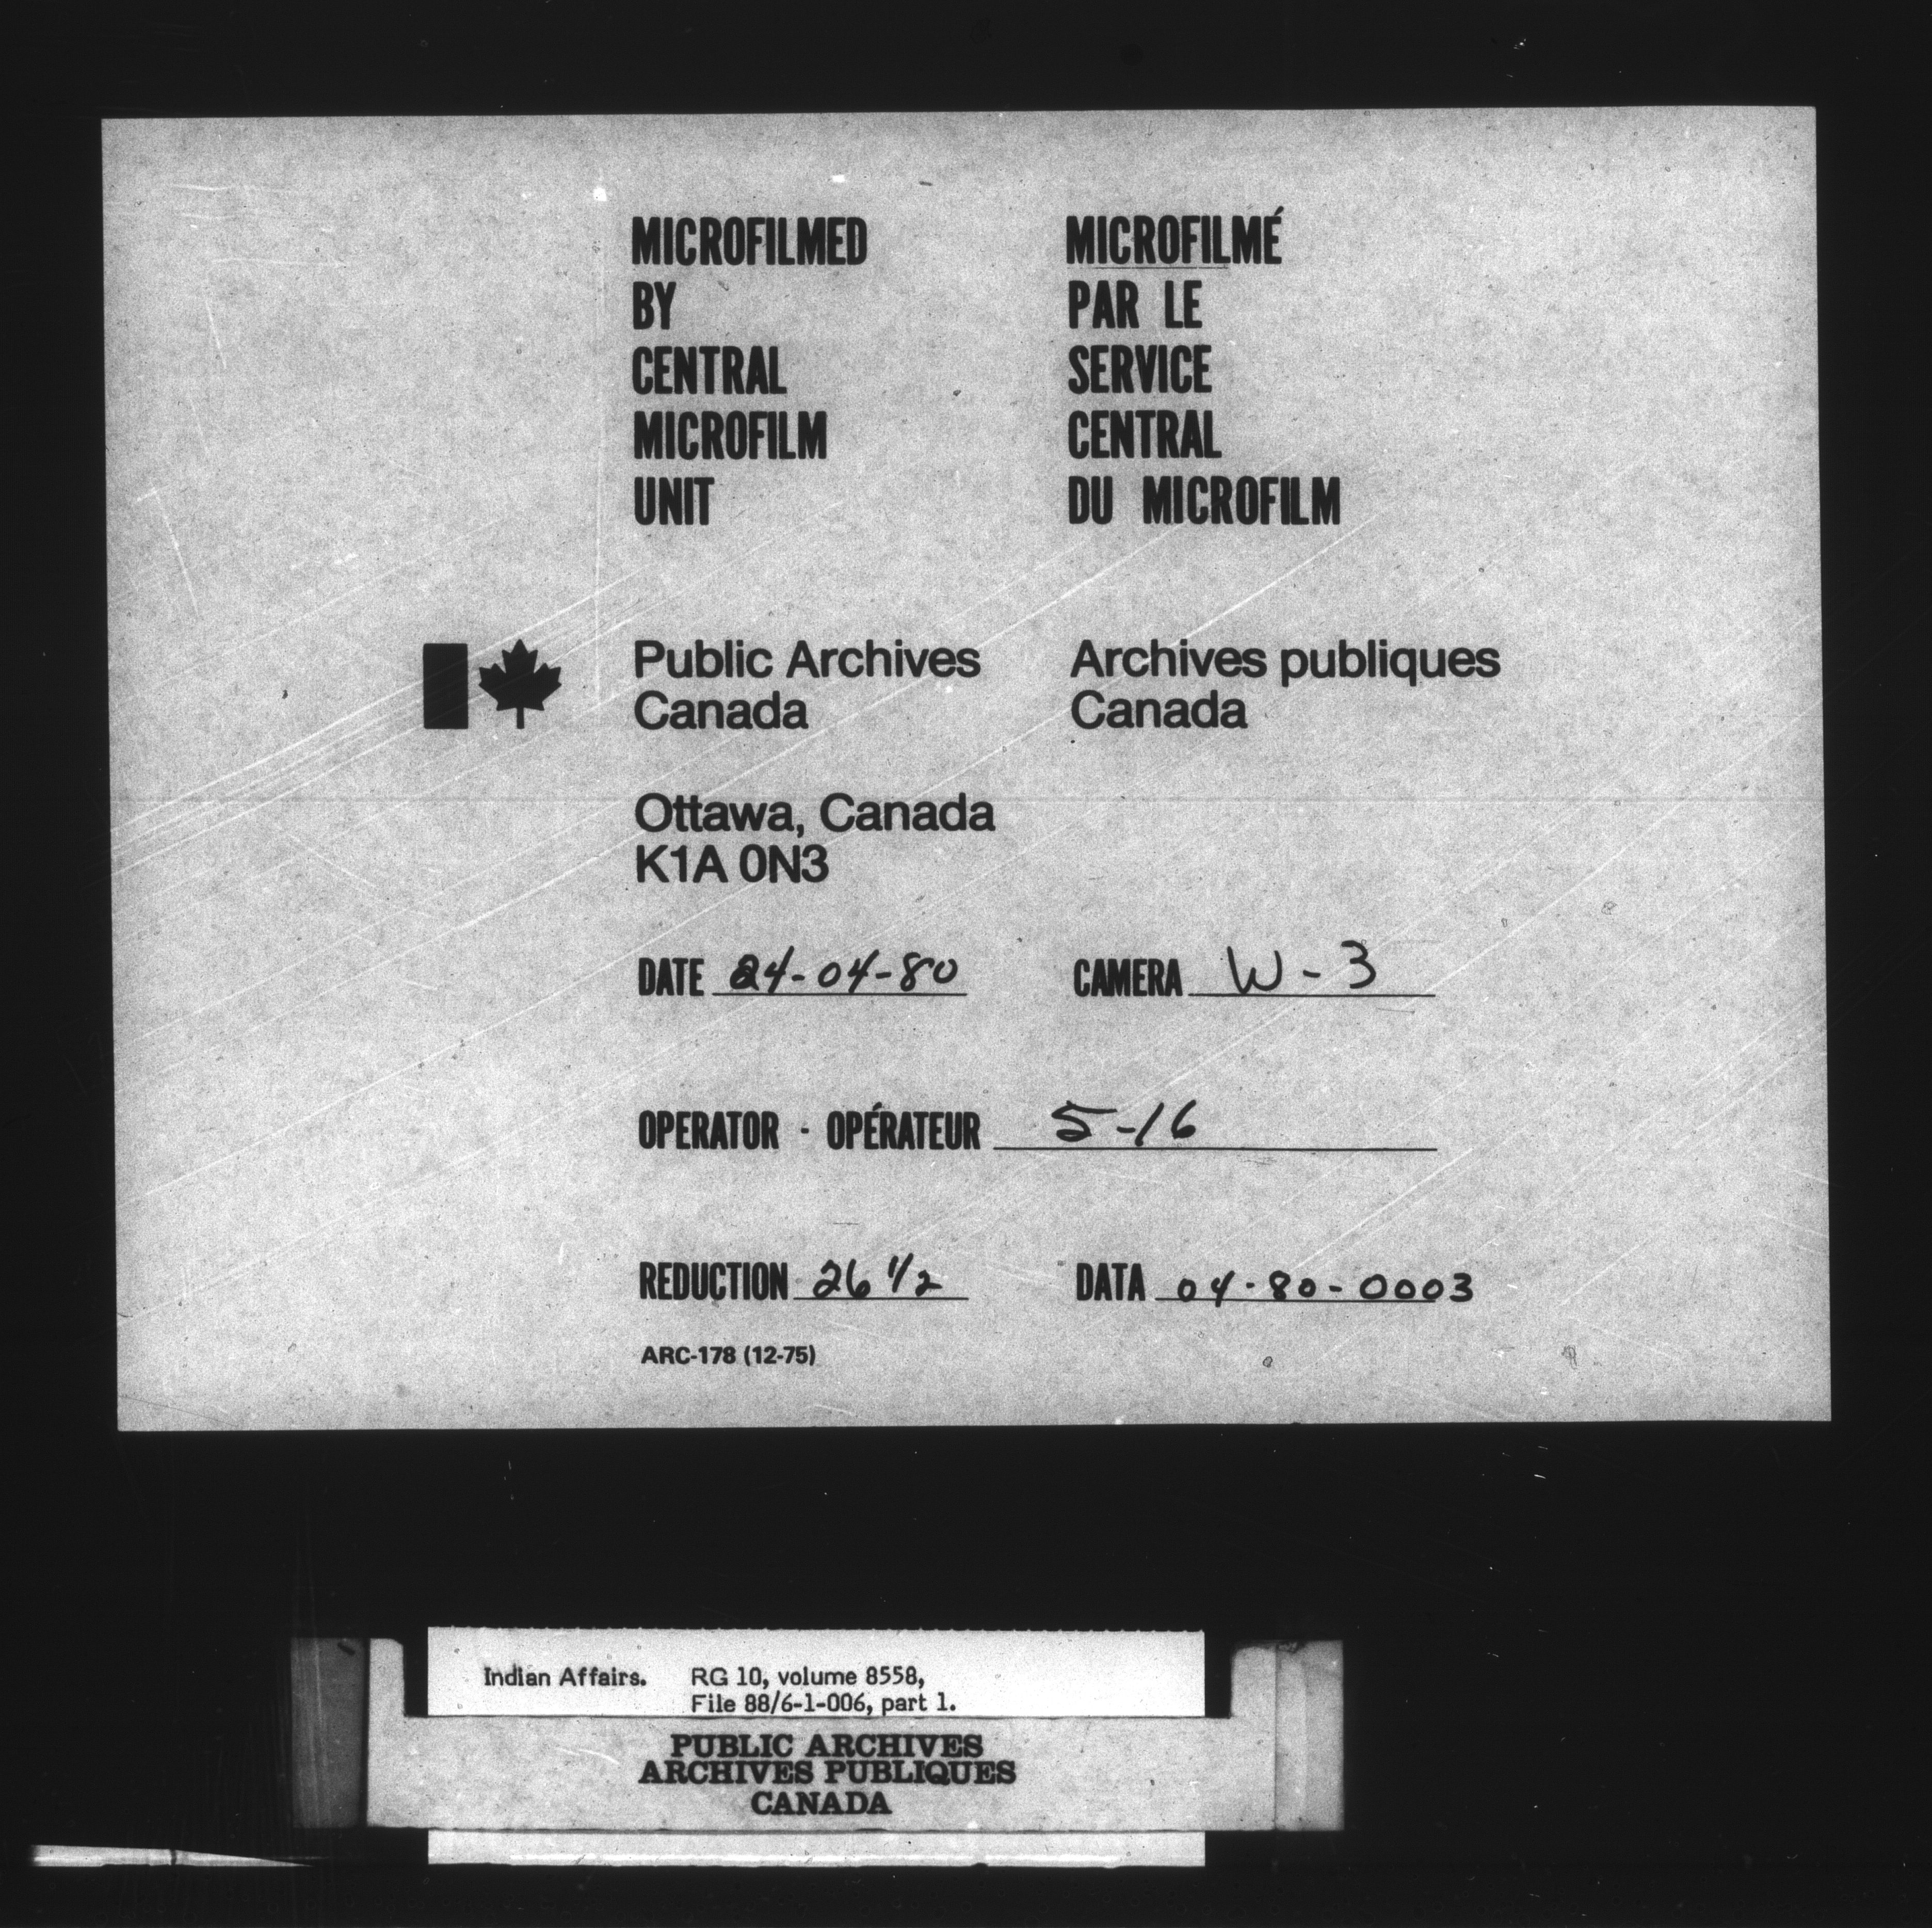 MICROFILMED
BY
CENTRAL
MICROFILM
UNIT
MICROFILMÉ
PAR LE
SERVICE
CENTRAL
DU MICROFILM
Public Archives
Canada
Archives publiques
Canada
Ottawa, Canada
K1A 0N3
DATE 24-04-80
CAMERA W-3
OPERATOR - OPÉRATEUR 5-16
REDUCTION 26 1/2
DATA 04-80-0003
ARC-178 (12-75)
Indian Affairs. RG 10, volume 8558,
File 88/6-1-006, part 1.
PUBLIC ARCHIVES
ARCHIVES PUBLIQUES
CANADA